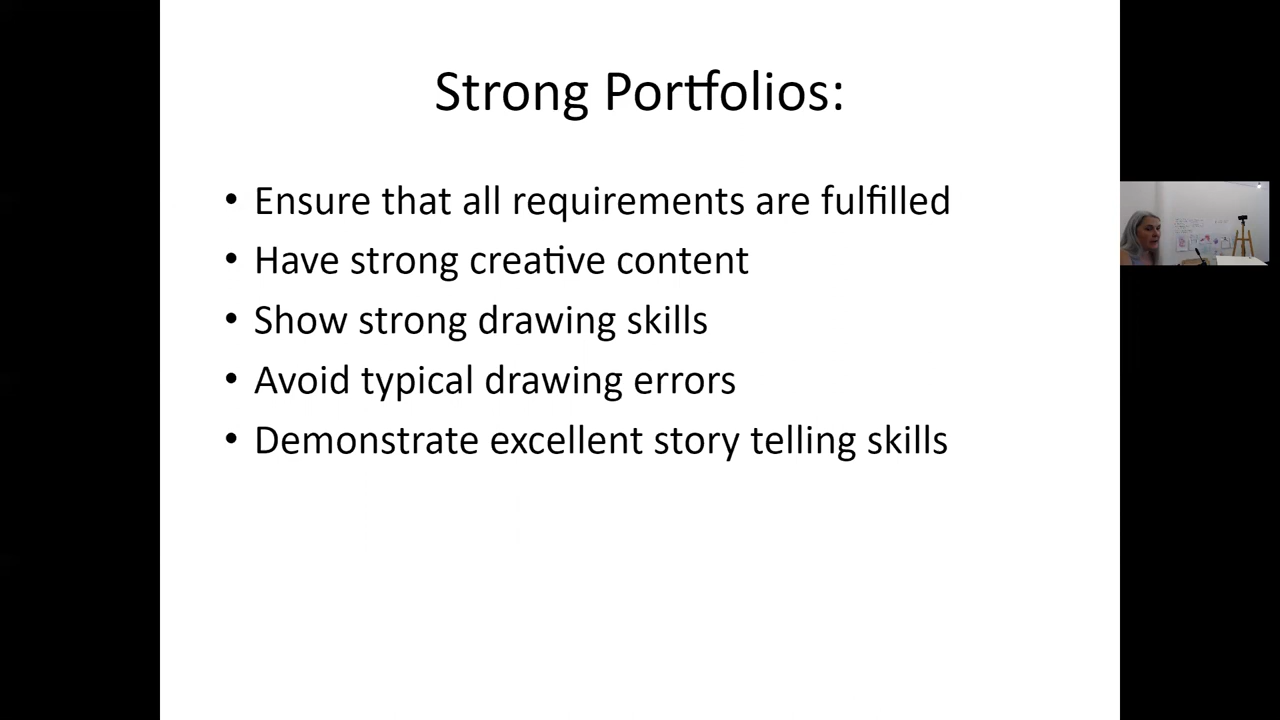 Strong Portfolios:
• Ensure that all requirements are fulfilled
• Have strong creative content
• Show strong drawing skills
• Avoid typical drawing errors
• Demonstrate excellent story telling skills